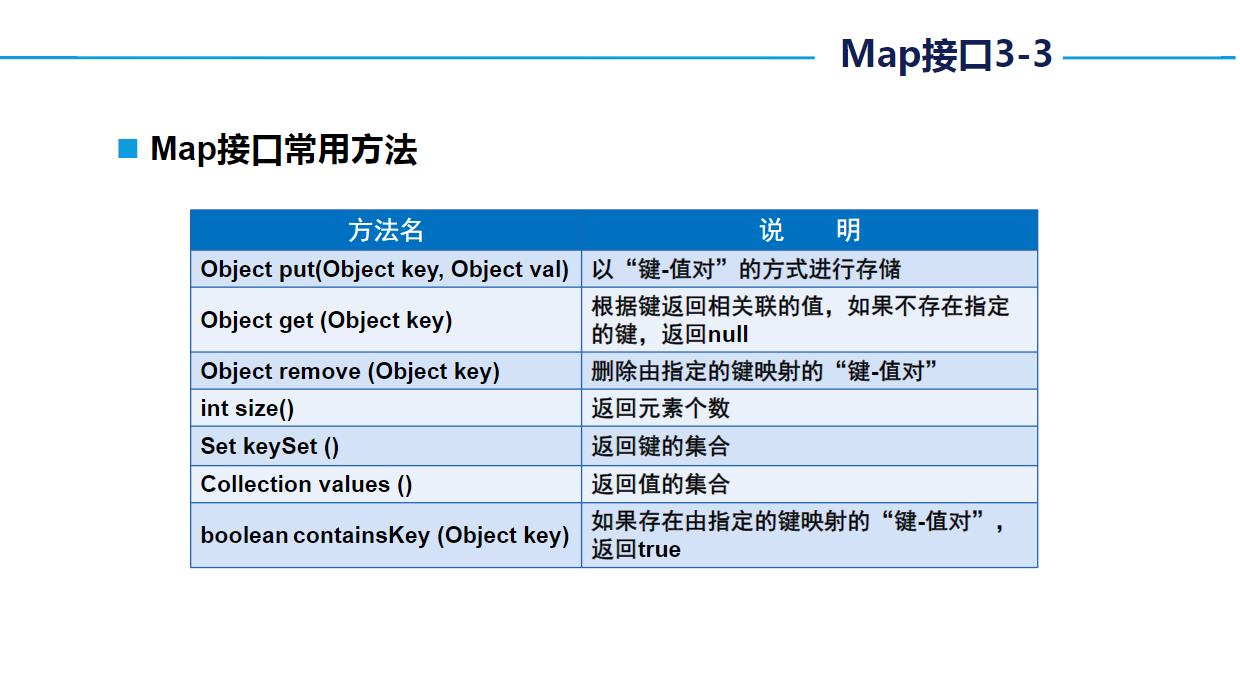 Map接口3-3
Map接口常用方法
方法名 说 明
Object put(Object key, Object val) 以“键-值对”的方式进行存储
Object get (Object key) 根据键返回相关联的值，如果不存在指定
的键，返回null
Object remove (Object key) 删除由指定的键映射的“键-值对”
int size() 返回元素个数
Set keySet () 返回键的集合
Collection values () 返回值的集合
boolean containsKey (Object key) 如果存在由指定的键映射的“键-值对”，
返回true